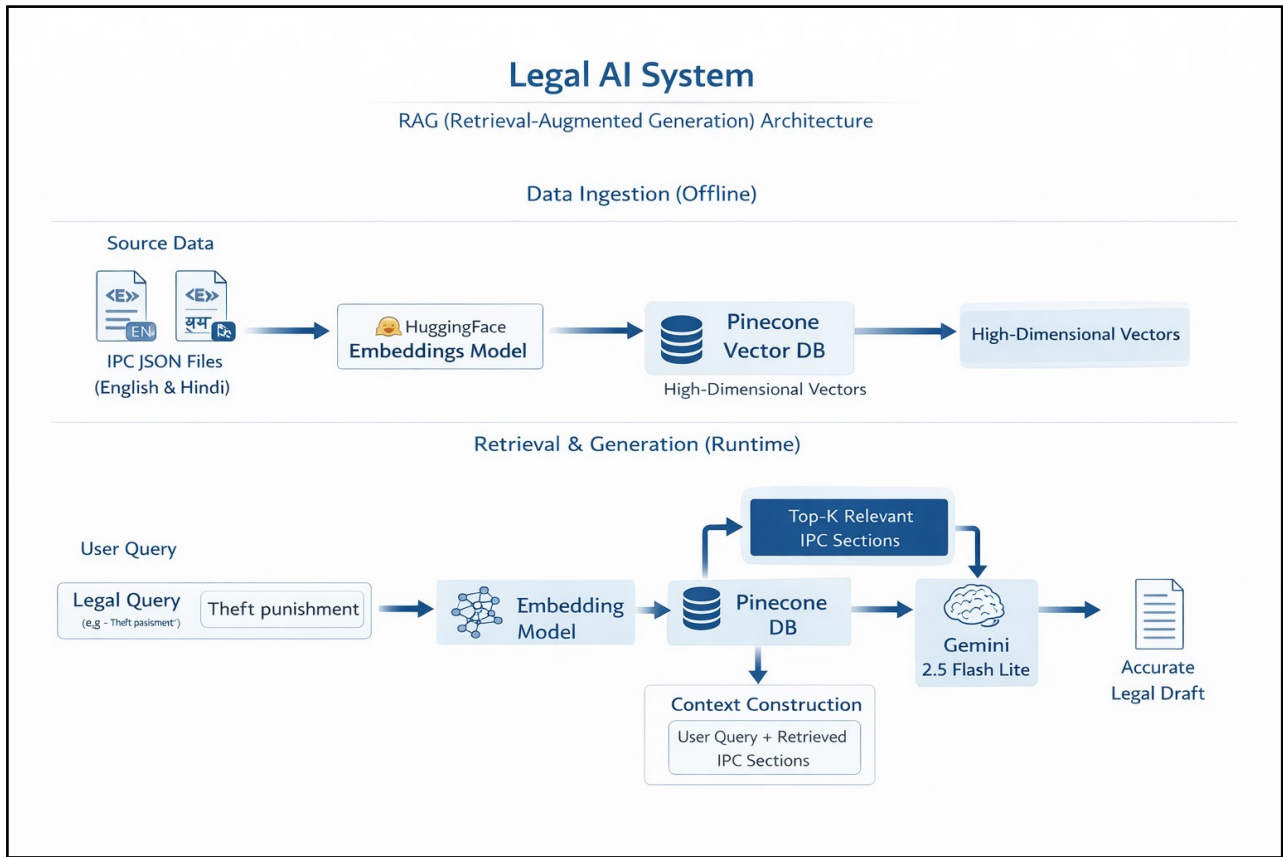 Legal AI System
RAG (Retrieval-Augmented Generation) Architecture
Data Ingestion (Offline)
Source Data
<E>>
<E>>
EN
IPC JSON Files
(English & Hindi)
HuggingFace
Embeddings Model
Pinecone
Vector DB
High-Dimensional Vectors
High-Dimensional Vectors
Retrieval & Generation (Runtime)
User Query
Legal Query
(e,g - Theft pasisment")
Theft punishment
Embedding
Model
Pinecone
DB
Top-K Relevant
IPC Sections
Context Construction
User Query + Retrieved
IPC Sections
Gemini
2.5 Flash Lite
Accurate
Legal Draft